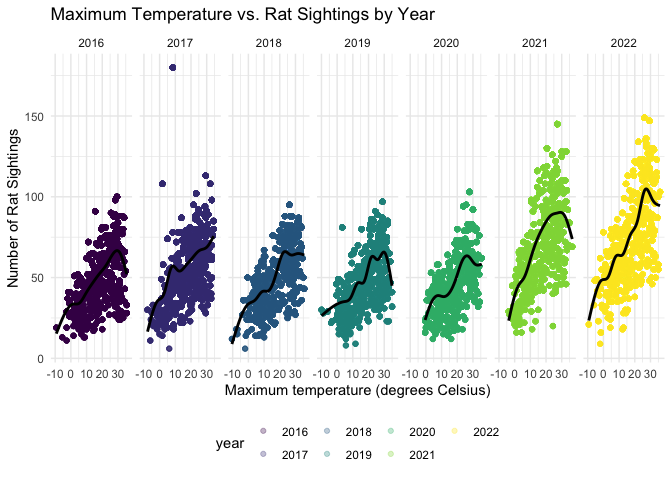 Maximum Temperature vs. Rat Sightings by Year
2016 2017 2018 2019 2020 2021 2022
150
100
50
0
Number of Rat Sightings
-10 0 10 20 30 -10 0 10 20 30 -10 0 10 20 30 -10 0 10 20 30 -10 0 10 20 30 -10 0 10 20 30 -10 0 10 20 30
Maximum temperature (degrees Celsius)
year
2016 2018 2020 2022
2017 2019 2021